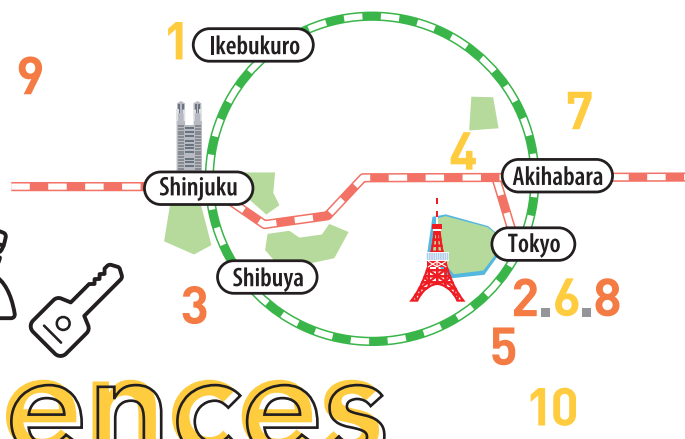 1
Ikebukuro
9
7
4
Shinjuku
Akihabara
Tokyo
Shibuya
3
2.6.8
5
ences
10